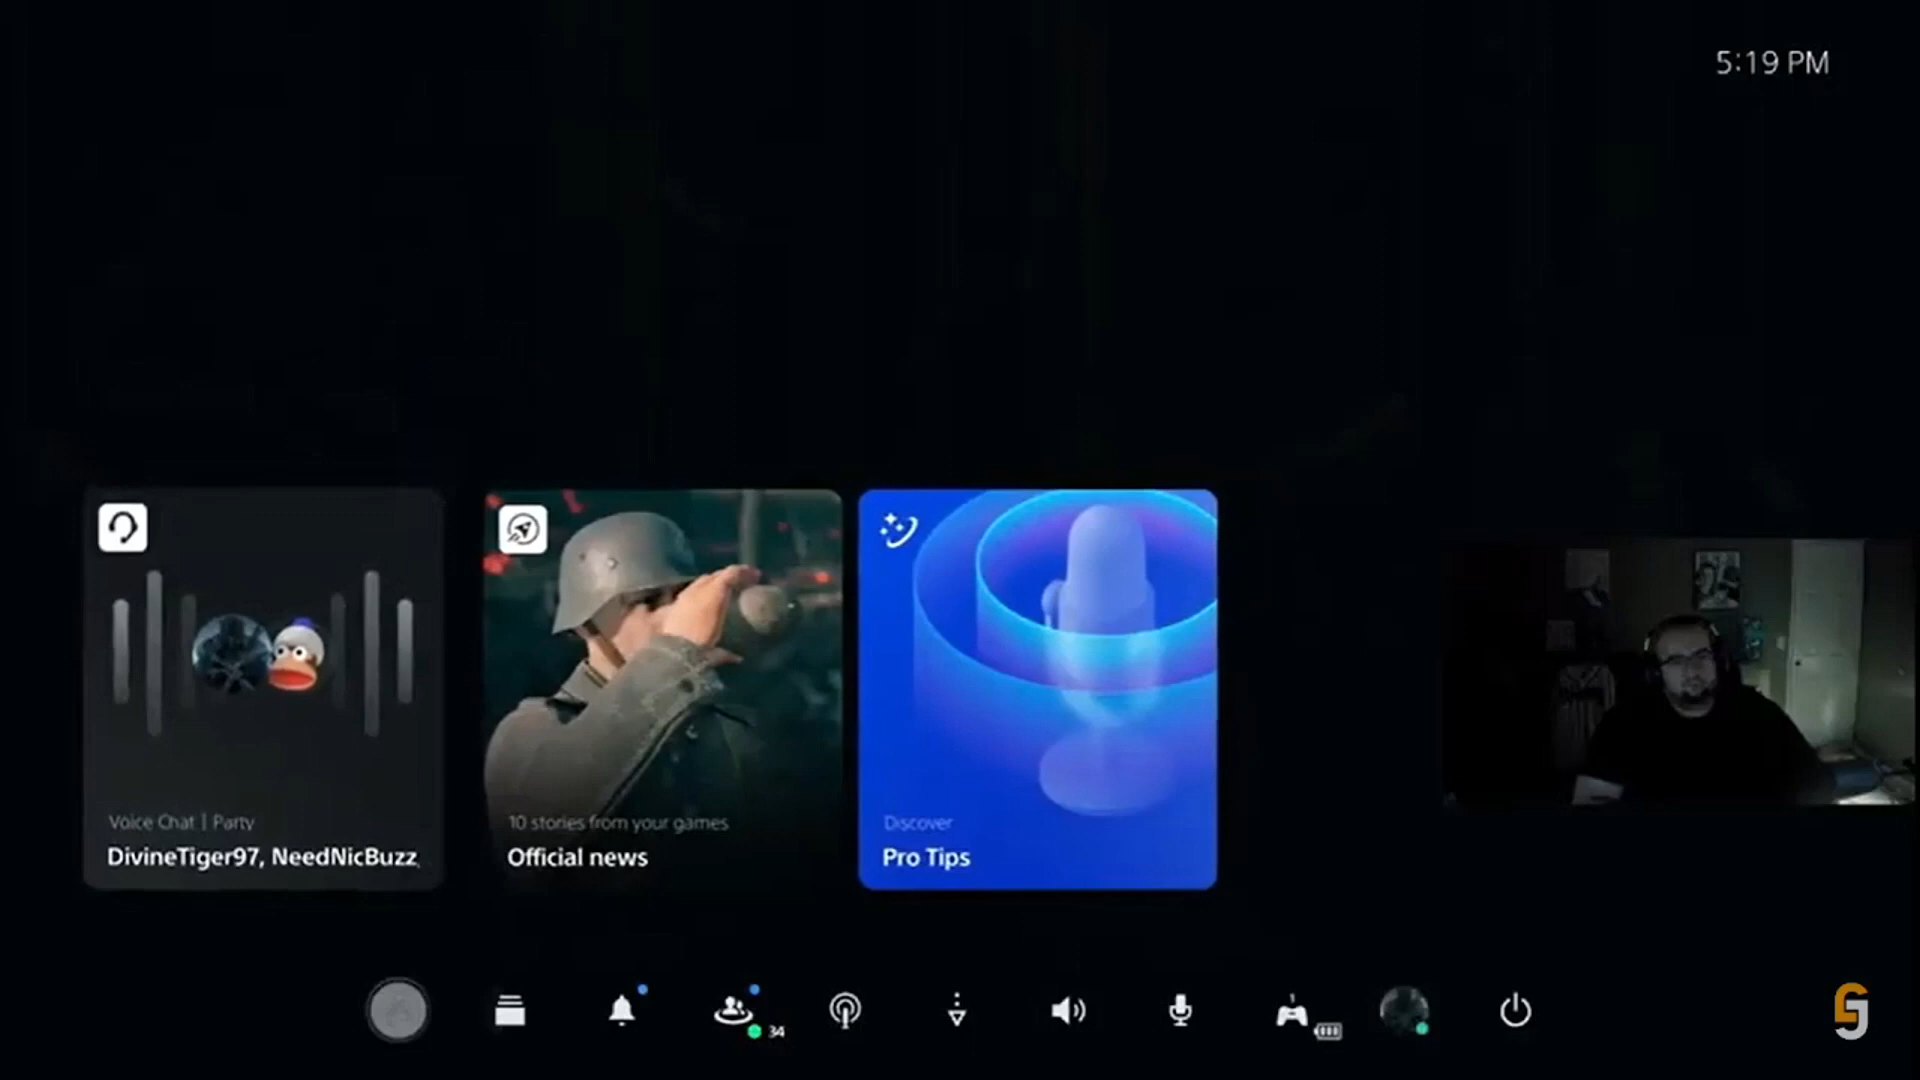 5:19 PM
Voice Chat | Party
DivineTiger97, NeedNicBuzz,
10 stories from your games
Official news
Discover
Pro Tips
34